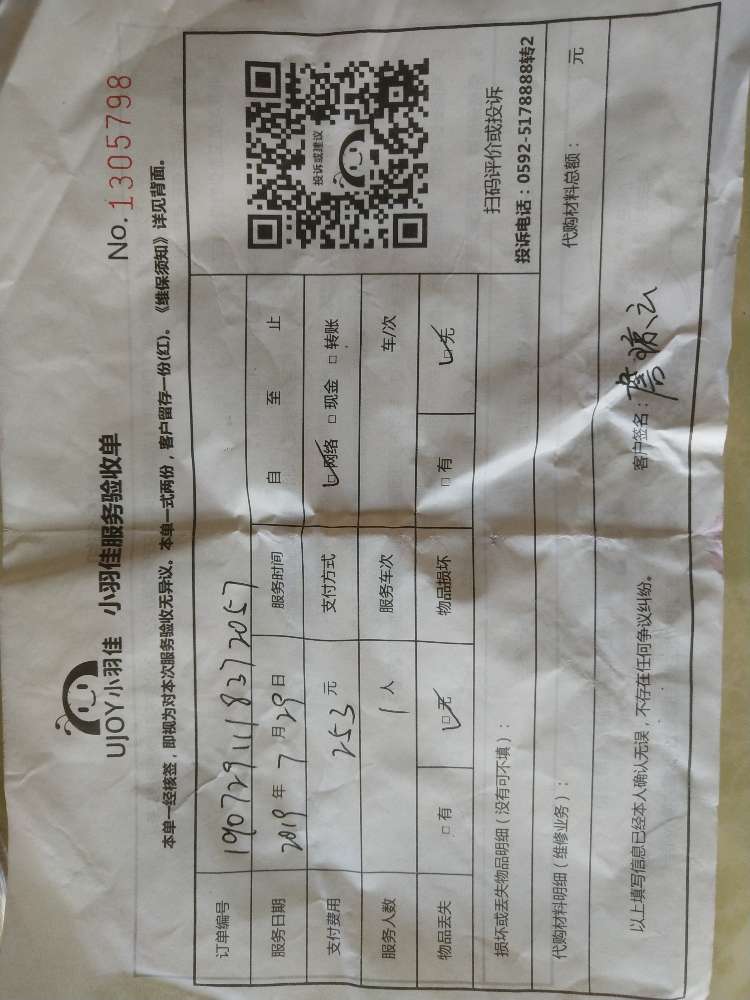 UJOY小羽佳 小羽佳服务验收单
No. 1305798
本单一经核签，即视为对本次服务验收无异议。本单一式两份，客户留存一份(红)。《维保须知》详见背面。
订单编号 1907291118372057
服务日期 2019 年 7 月 29 日 服务时间 自 至 止
支付费用 253 元 支付方式 ☑网络 □ 现金 □ 转账
服务人数 1 人 服务车次 车/次
物品丢失 □ 有 ☑无 物品损坏 □ 有 ☑无
投诉或建议
扫码评价或投诉
投诉电话：0592-5178888转2
损坏或丢失物品明细（没有可不填）：
代购材料明细（维修业务）： 代购材料总额： 元
以上填写信息已经本人确认无误，不存在任何争议纠纷。 客户签名：